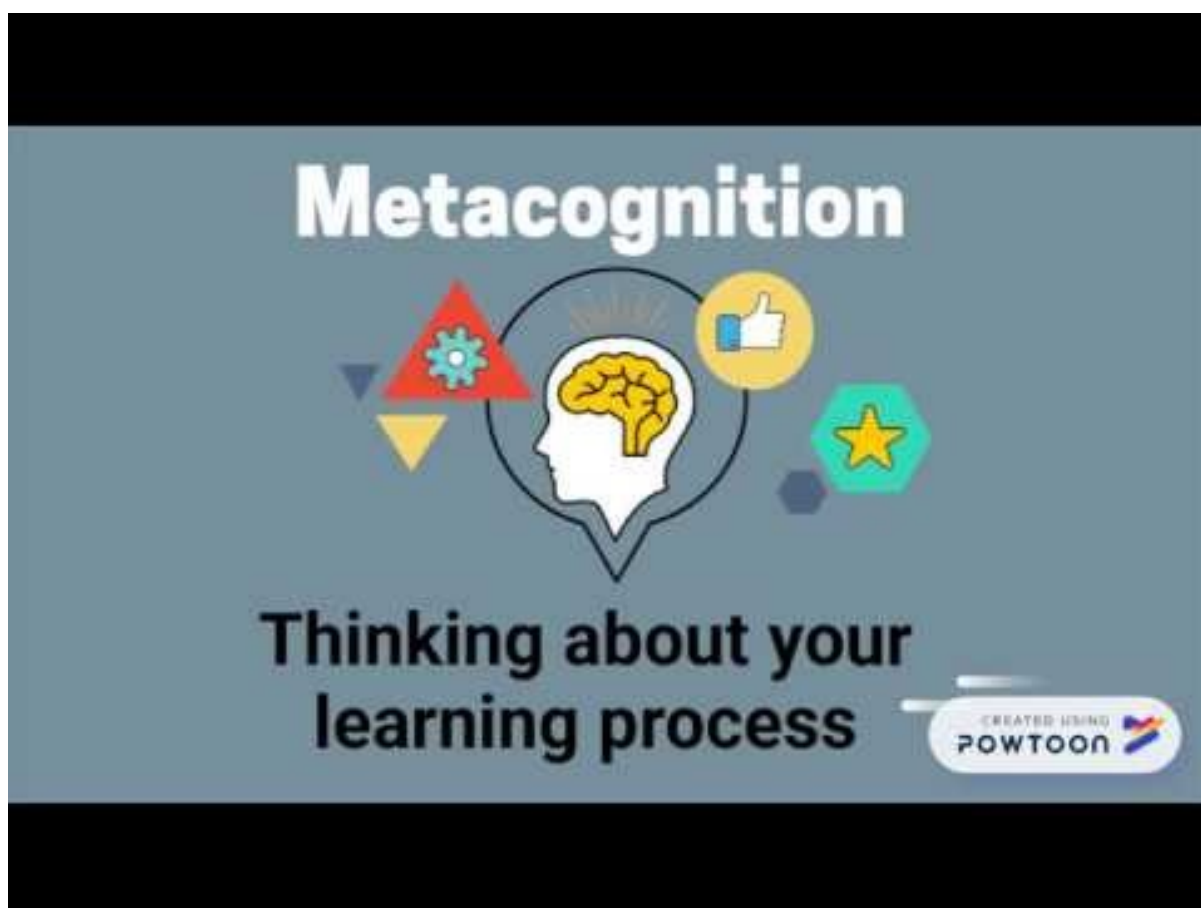 Metacognition
Thinking about your
learning process
CREATED USING
POWTOON